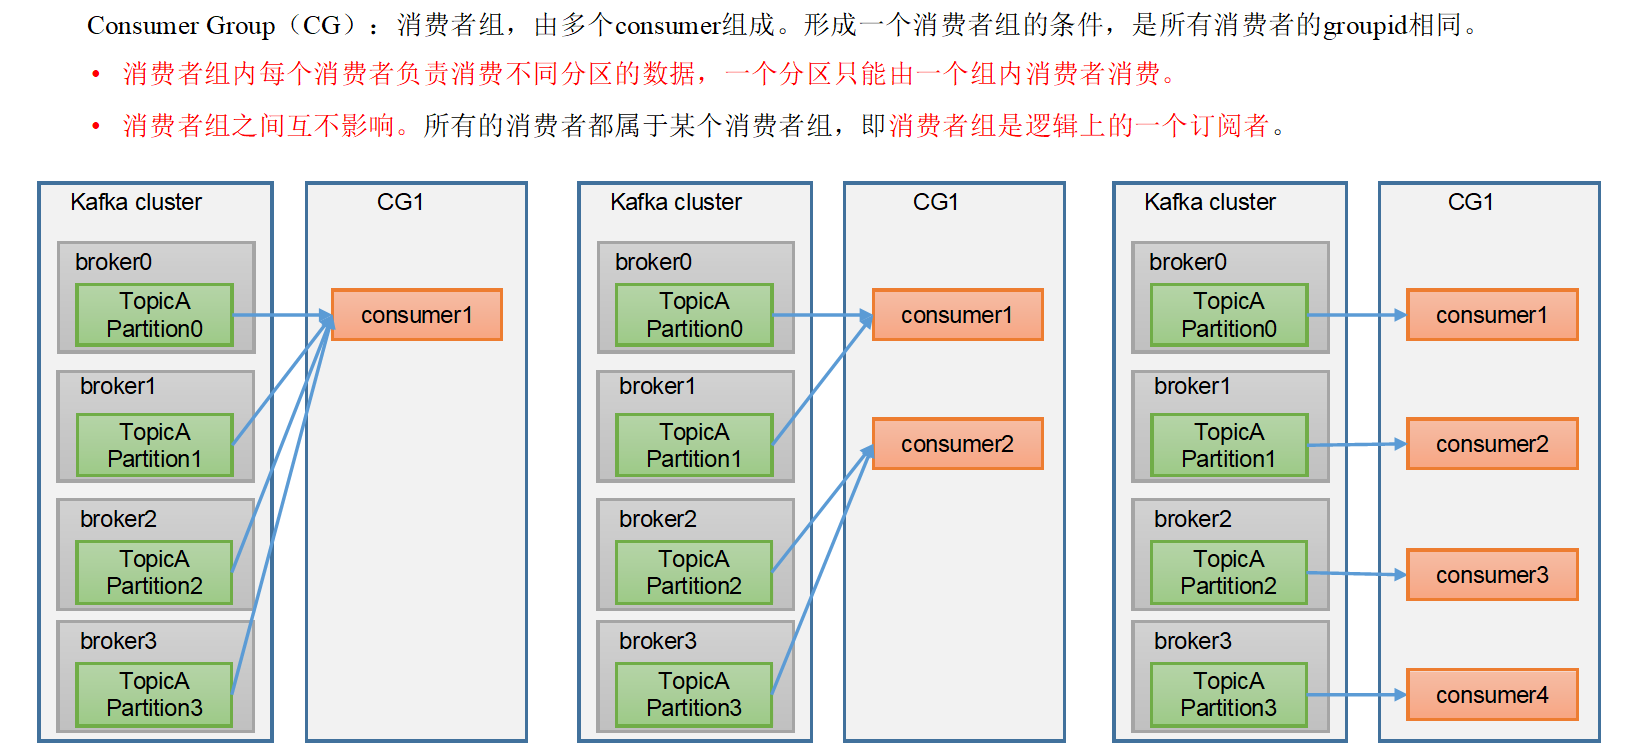 Consumer Group（CG）：消费者组，由多个consumer组成。形成一个消费者组的条件，是所有消费者的groupid相同。
• 消费者组内每个消费者负责消费不同分区的数据，一个分区只能由一个组内消费者消费。
• 消费者组之间互不影响。所有的消费者都属于某个消费者组，即消费者组是逻辑上的一个订阅者。
Kafka cluster
broker0
TopicA
Partition0
broker1
TopicA
Partition1
broker2
TopicA
Partition2
broker3
TopicA
Partition3
CG1
consumer1
Kafka cluster
broker0
TopicA
Partition0
broker1
TopicA
Partition1
broker2
TopicA
Partition2
broker3
TopicA
Partition3
CG1
consumer1
consumer2
Kafka cluster
broker0
TopicA
Partition0
broker1
TopicA
Partition1
broker2
TopicA
Partition2
broker3
TopicA
Partition3
CG1
consumer1
consumer2
consumer3
consumer4